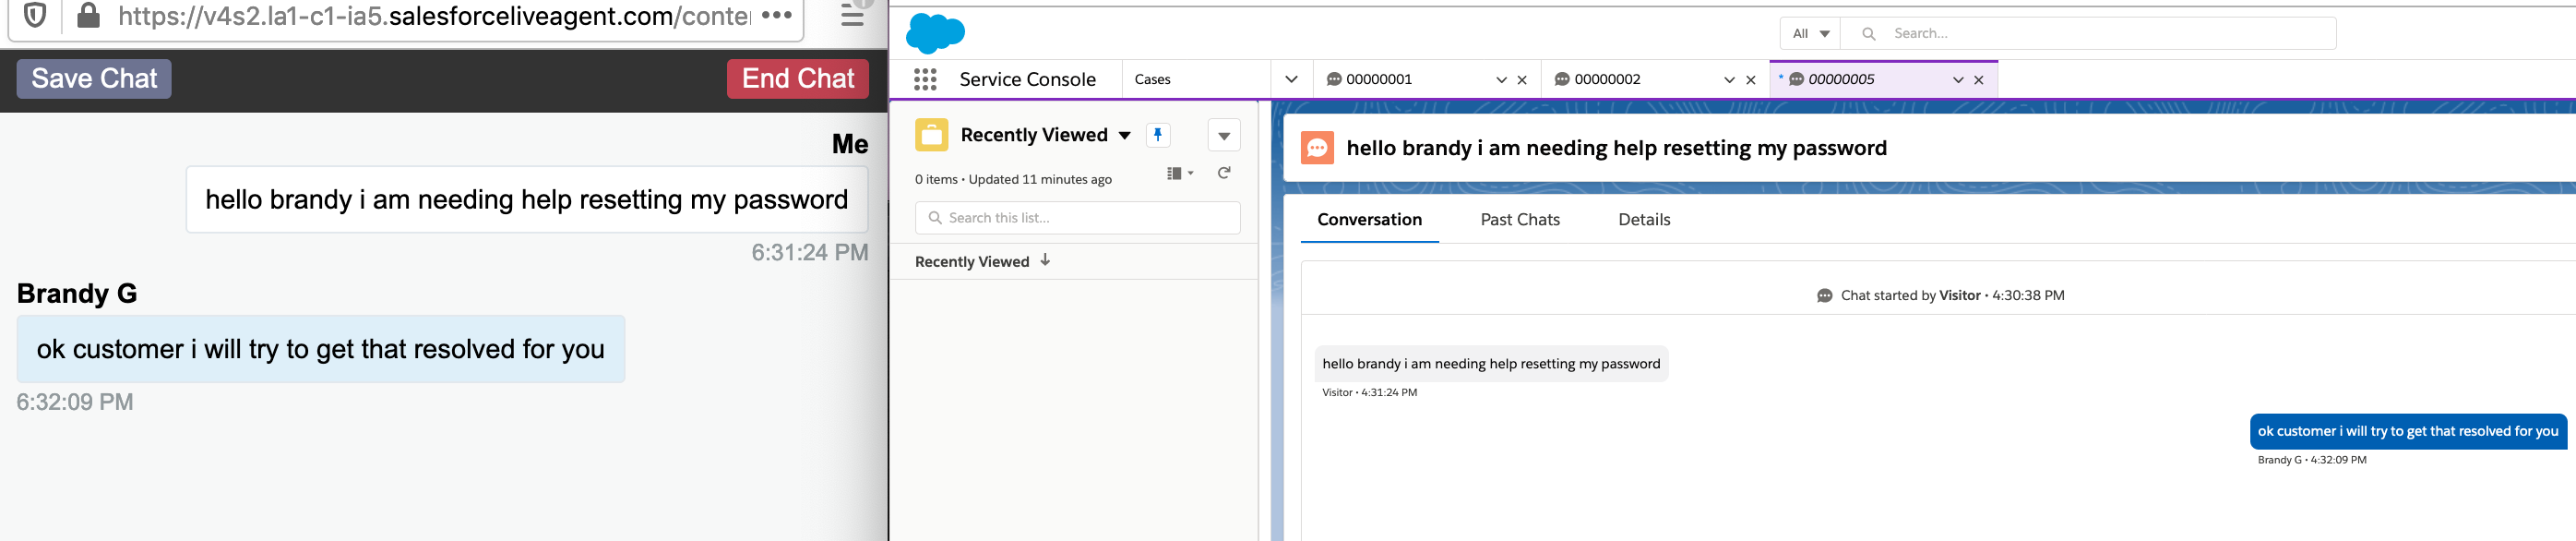 https://v4s2.la1-c1-ia5.salesforceliveagent.com/conte
Save Chat
End Chat
Me
hello brandy i am needing help resetting my password
6:31:24 PM
Brandy G
ok customer i will try to get that resolved for you
6:32:09 PM
All
Search...
Service Console
Cases
00000001
00000002
* 00000005
Recently Viewed
0 items • Updated 11 minutes ago
Search this list...
Recently Viewed
hello brandy i am needing help resetting my password
Conversation
Past Chats
Details
Chat started by Visitor • 4:30:38 PM
hello brandy i am needing help resetting my password
Visitor • 4:31:24 PM
ok customer i will try to get that resolved for you
Brandy G • 4:32:09 PM